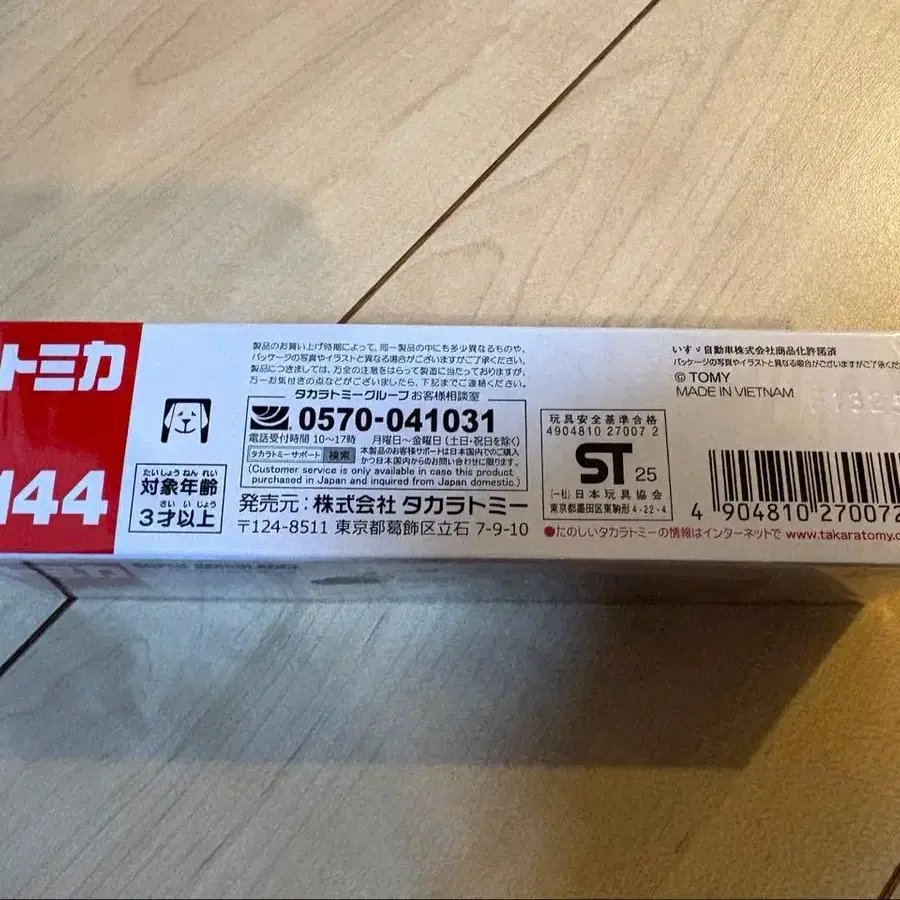 トミカ
144
たいしょうねんれい
対象年齢
さいいじょう
3才以上
製品のお買い上げ時期によって、同一製品の中にも多少異なるものや、
パッケージの写真やイラストと異なる場合がございますがご了承ください。
製品につきましては、万全の注意をはらって製造に当たっておりますが、
万一お気付きの点などがございましたら、下記までご連絡ください。
タカラトミーグループお客様相談室
0570-041031
電話受付時間 10〜17時 月曜日〜金曜日(土日・祝日を除く)
タカラトミーサポート 検索
本製品のお客様サポートは日本国内でのご購入
かつ日本国内からのお問い合わせに限ります。
(Customer service is only available in case this product
purchased in Japan and inquired from Japan domestic.)
発売元:株式会社 タカラトミー
〒124-8511 東京都葛飾区立石 7-9-10
玩具安全基準合格
4904810 27007 2
ST 25
(一社)日本玩具協会
東京都墨田区東駒形4-22-4
いすゞ自動車株式会社商品化許諾済
パッケージの写真やイラストと異なる場合がございますがご了承くださ
© TOMY
MADE IN VIETNAM
4 904810 270072
●たのしいタカラトミーの情報はインターネットで www.takaratomy.co